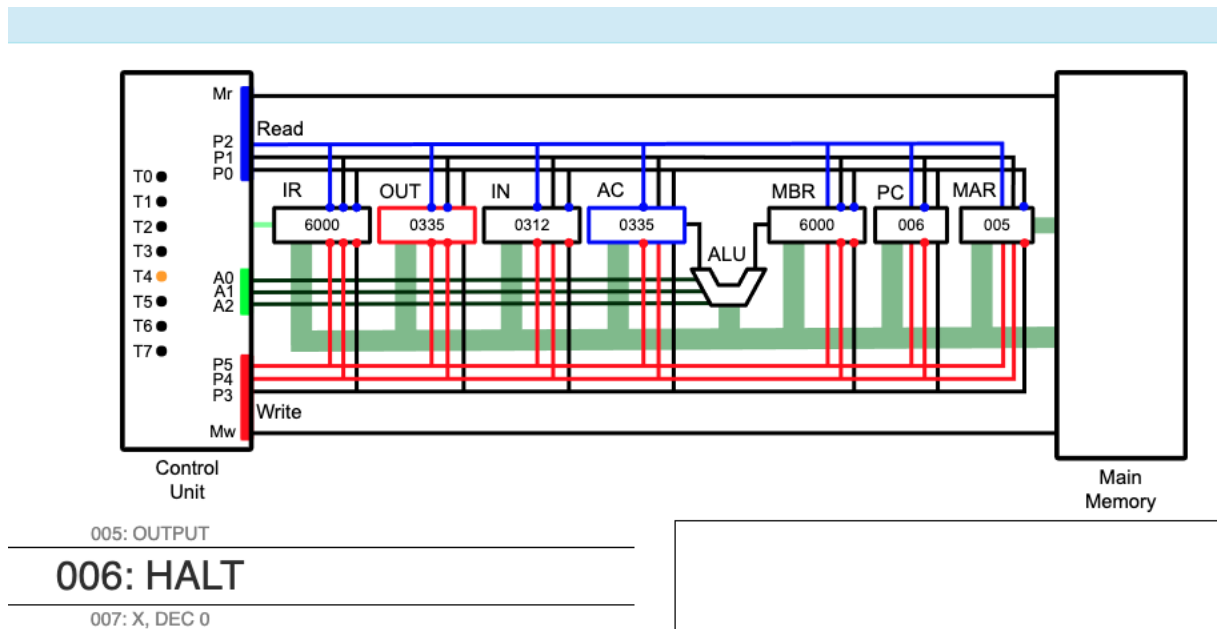 Mr
Read
P2
P1
P0
T0
T1
T2
T3
T4
T5
T6
T7
IR OUT IN AC MBR PC MAR
6000 0335 0312 0335 6000 006 005
ALU
A0
A1
A2
P5
P4
P3
Write
Mw
Control
Unit
Main
Memory
005: OUTPUT
006: HALT
007: X, DEC 0